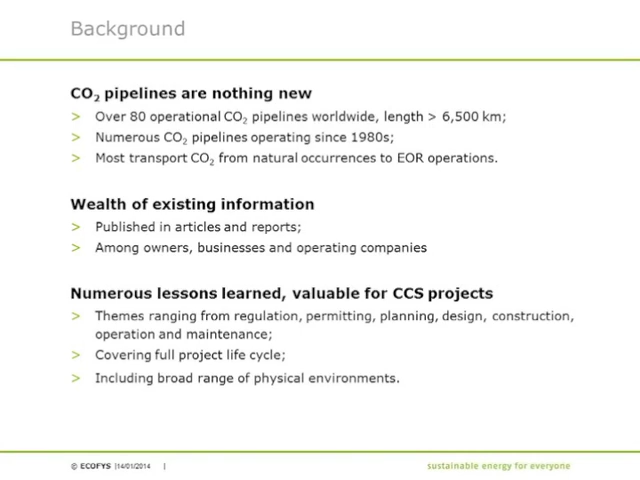 Background
CO₂ pipelines are nothing new
> Over 80 operational CO₂ pipelines worldwide, length > 6,500 km;
> Numerous CO₂ pipelines operating since 1980s;
> Most transport CO₂ from natural occurrences to EOR operations.
Wealth of existing information
> Published in articles and reports;
> Among owners, businesses and operating companies
Numerous lessons learned, valuable for CCS projects
> Themes ranging from regulation, permitting, planning, design, construction,
operation and maintenance;
> Covering full project life cycle;
> Including broad range of physical environments.
© ECOFYS |14/01/2014 |
sustainable energy for everyone